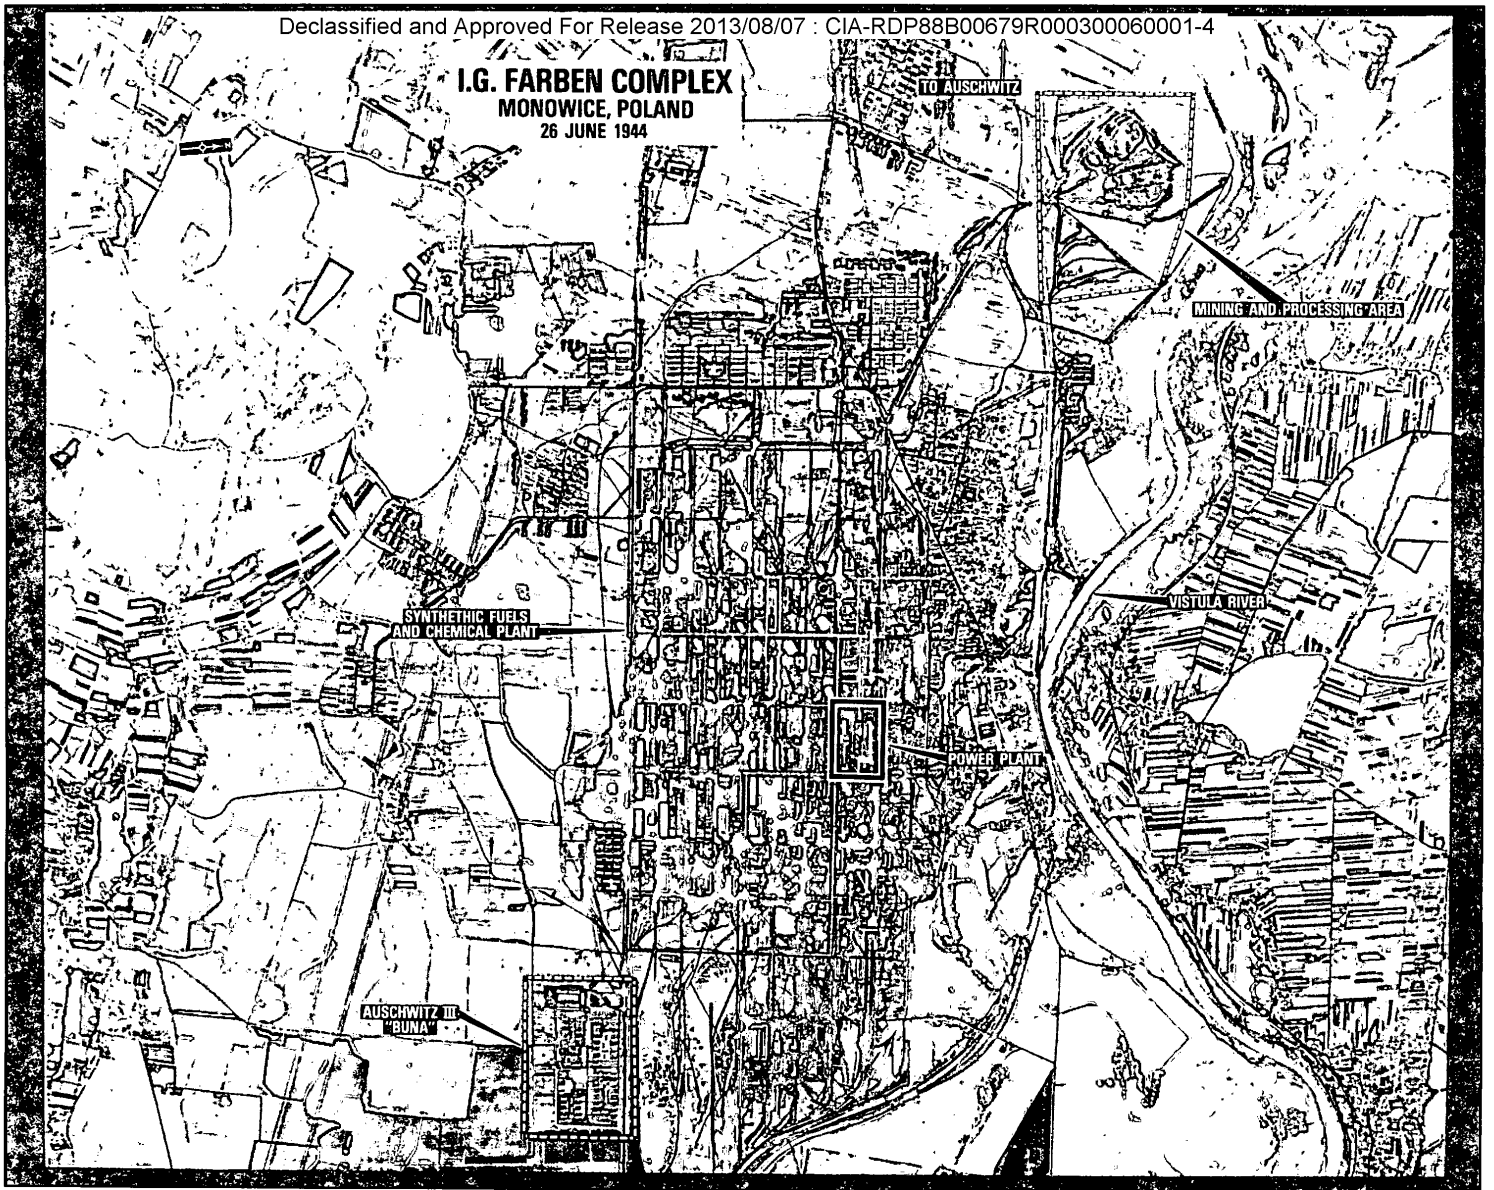 Declassified and Approved For Release 2013/08/07 : CIA-RDP88B00679R000300060001-4
I.G. FARBEN COMPLEX
MONOWICE, POLAND
26 JUNE 1944
TO AUSCHWITZ
MINING AND PROCESSING AREA
SYNTHETHIC FUELS
AND CHEMICAL PLANT
VISTULA RIVER
POWER PLANT
AUSCHWITZ III
"BUNA"